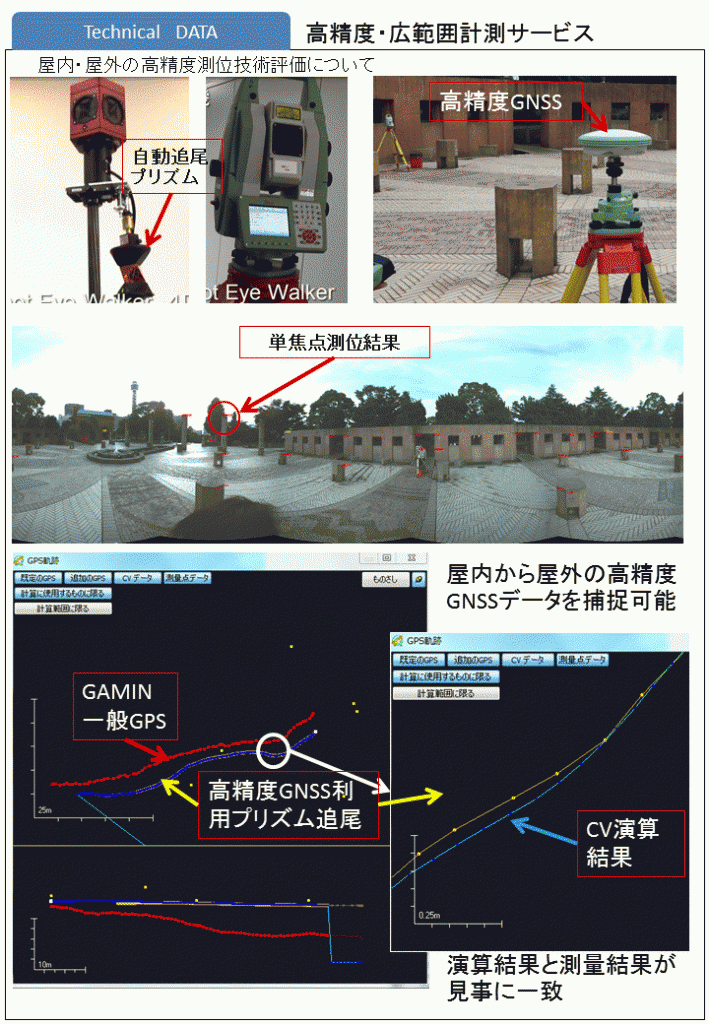 Technical DATA
高精度・広範囲計測サービス
屋内・屋外の高精度測位技術評価について
自動追尾
プリズム
高精度GNSS
Eye Walker
ot Eye Walker
単焦点測位結果
GPS軌跡
既定のGPS 追加のGPS CVデータ 測量点データ
ものさし
計算に使用するものに限る
計算範囲に限る
GAMIN
一般GPS
25m
高精度GNSS利
用プリズム追尾
10m
屋内から屋外の高精度
GNSSデータを捕捉可能
GPS軌跡
既定のGPS 追加のGPS CVデータ 測量点データ
計算に使用するものに限る
計算範囲に限る
CV演算
結果
0.25m
演算結果と測量結果が
見事に一致